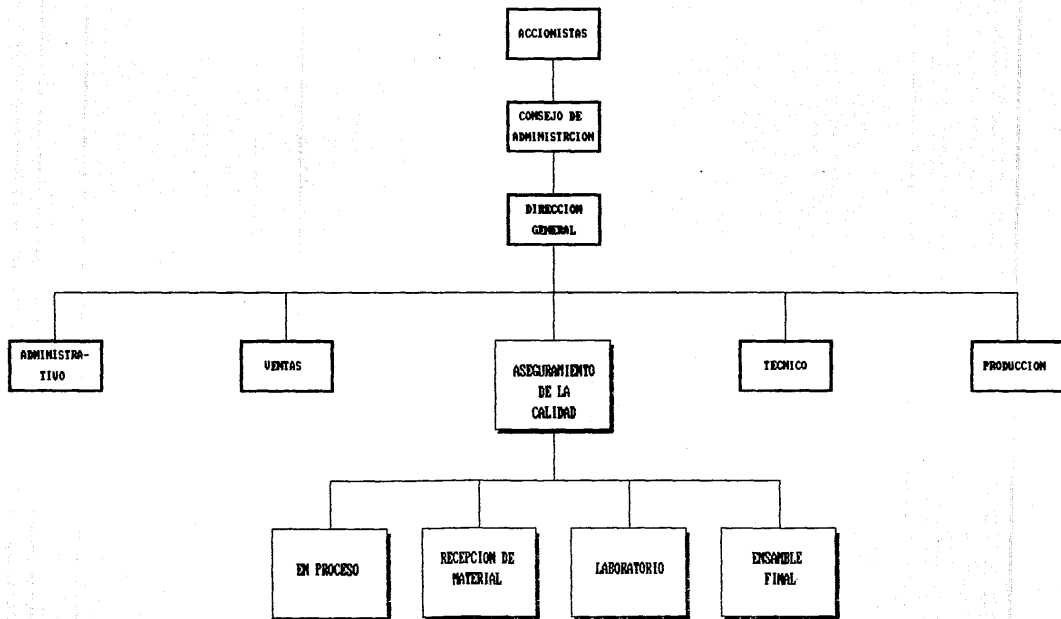 ACCIONISTAS
CONSEJO DE
ADMINISTRCION
DIRECCION
GENERAL
ADMINISTRA-
TIVO
VENTAS
ASEGURAMIENTO
DE LA
CALIDAD
TECNICO
PRODUCCION
EN PROCESO
RECEPCION DE
MATERIAL
LABORATORIO
ENSAMBLE
FINAL